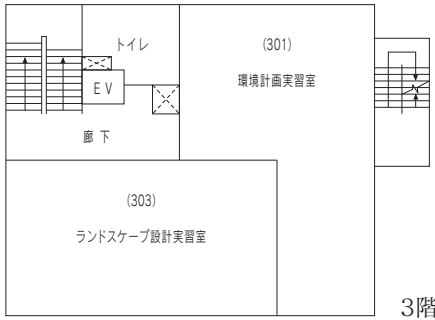 トイレ
(301)
環境計画実習室
EV
廊下
(303)
ランドスケープ設計実習室
3階